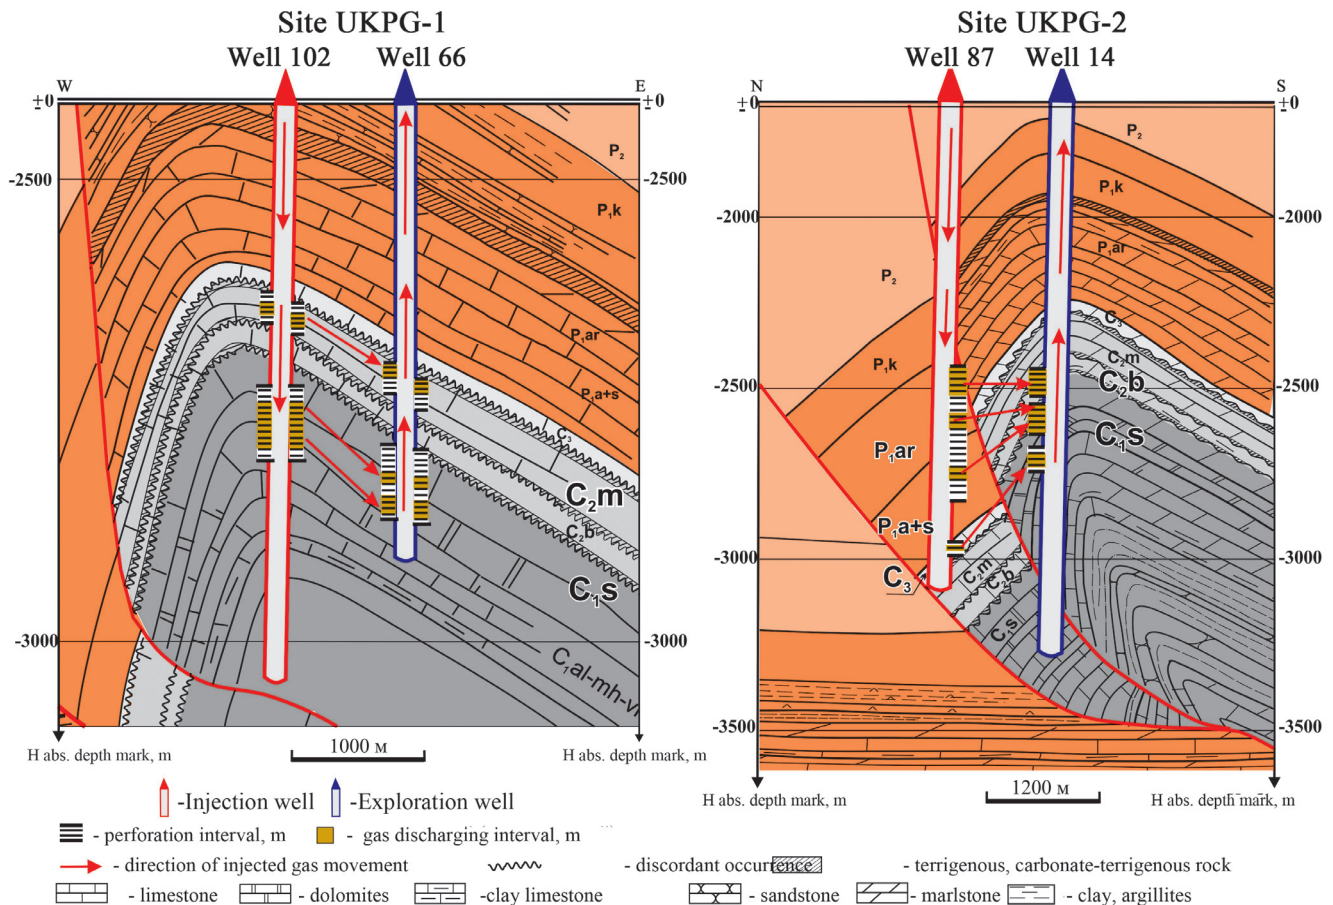 Site UKPG-1
Well 102 Well 66
W E
±0 ±0
P₂
-2500 -2500
P₁k
P₁ar
P₁a+s
C₃
C₂m
C₂b
C₁s
-3000 -3000
C₁al-mh-v
H abs. depth mark, m H abs. depth mark, m
1000 м
Site UKPG-2
Well 87 Well 14
N S
±0 ±0
P₂
P₁k
-2000 -2000
P₁ar
P₂
C₃
P₁k C₂m
-2500 C₂b -2500
C₁s
P₁ar
P₁a+s
-3000 -3000
C₃ C₂m
C₂b
C₁s
-3500 -3500
H abs. depth mark, m H abs. depth mark, m
1200 м
-Injection well -Exploration well
- perforation interval, m - gas discharging interval, m
- direction of injected gas movement - discordant occurrence - terrigenous, carbonate-terrigenous rock
- limestone - dolomites -clay limestone - sandstone - marlstone - clay, argillites